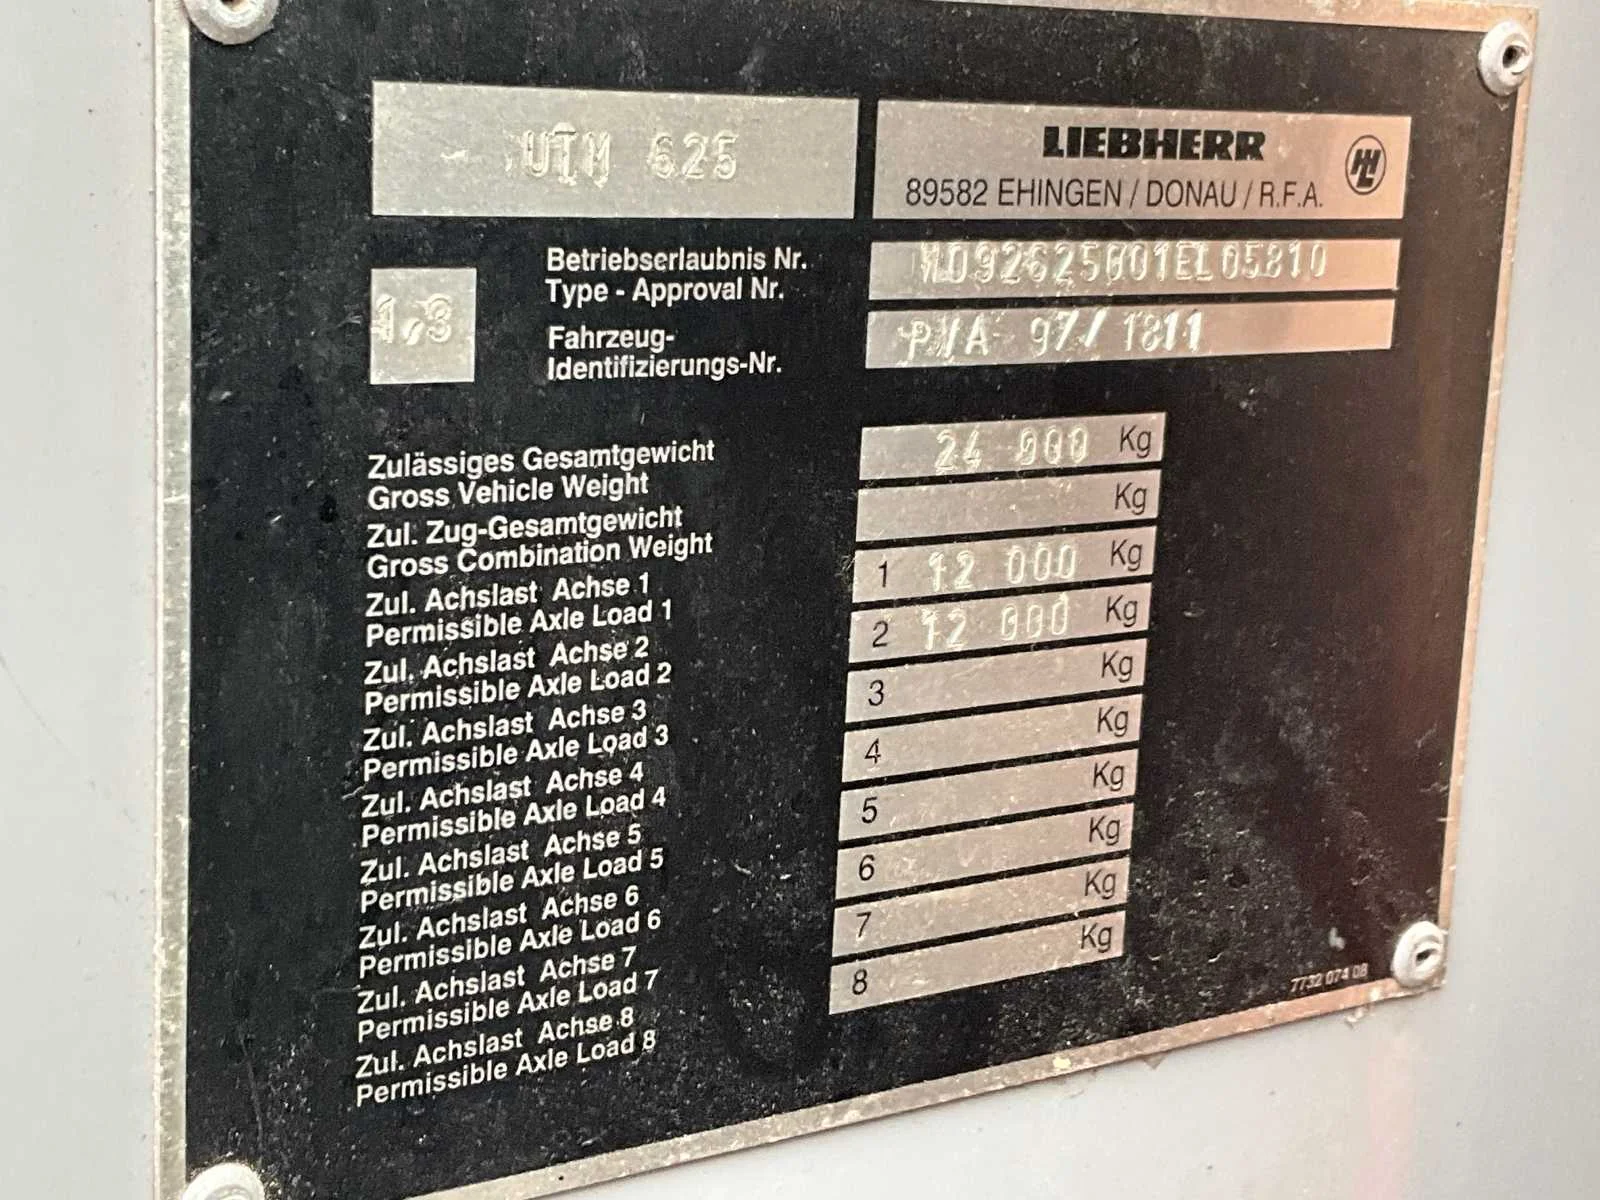 UTM 625
LIEBHERR
89582 EHINGEN / DONAU / R.F.A.
1,3
Betriebserlaubnis Nr.
Type - Approval Nr.
Fahrzeug-
Identifizierungs-Nr.
PVA 97/1811
Zulässiges Gesamtgewicht
Gross Vehicle Weight
24 000 Kg
Zul. Zug-Gesamtgewicht
Gross Combination Weight
Kg
Zul. Achslast Achse 1
Permissible Axle Load 1
1 12 000 Kg
Zul. Achslast Achse 2
Permissible Axle Load 2
2 12 000 Kg
Zul. Achslast Achse 3
Permissible Axle Load 3
3 Kg
Zul. Achslast Achse 4
Permissible Axle Load 4
4 Kg
Zul. Achslast Achse 5
Permissible Axle Load 5
5 Kg
Zul. Achslast Achse 6
Permissible Axle Load 6
6 Kg
Zul. Achslast Achse 7
Permissible Axle Load 7
7 Kg
Zul. Achslast Achse 8
Permissible Axle Load 8
8 Kg
7732 074 08